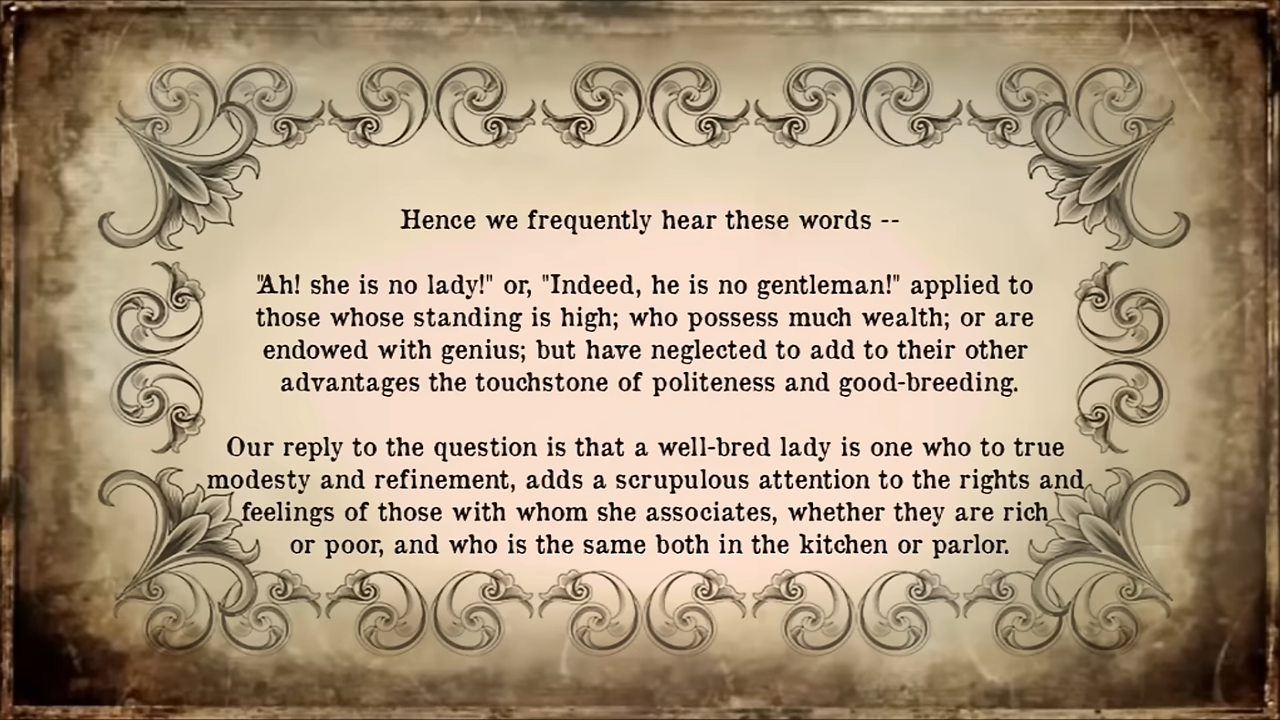 Hence we frequently hear these words --
"Ah! she is no lady!" or, "Indeed, he is no gentleman!" applied to
those whose standing is high; who possess much wealth; or are
endowed with genius; but have neglected to add to their other
advantages the touchstone of politeness and good-breeding.
Our reply to the question is that a well-bred lady is one who to true
modesty and refinement, adds a scrupulous attention to the rights and
feelings of those with whom she associates, whether they are rich
or poor, and who is the same both in the kitchen or parlor.